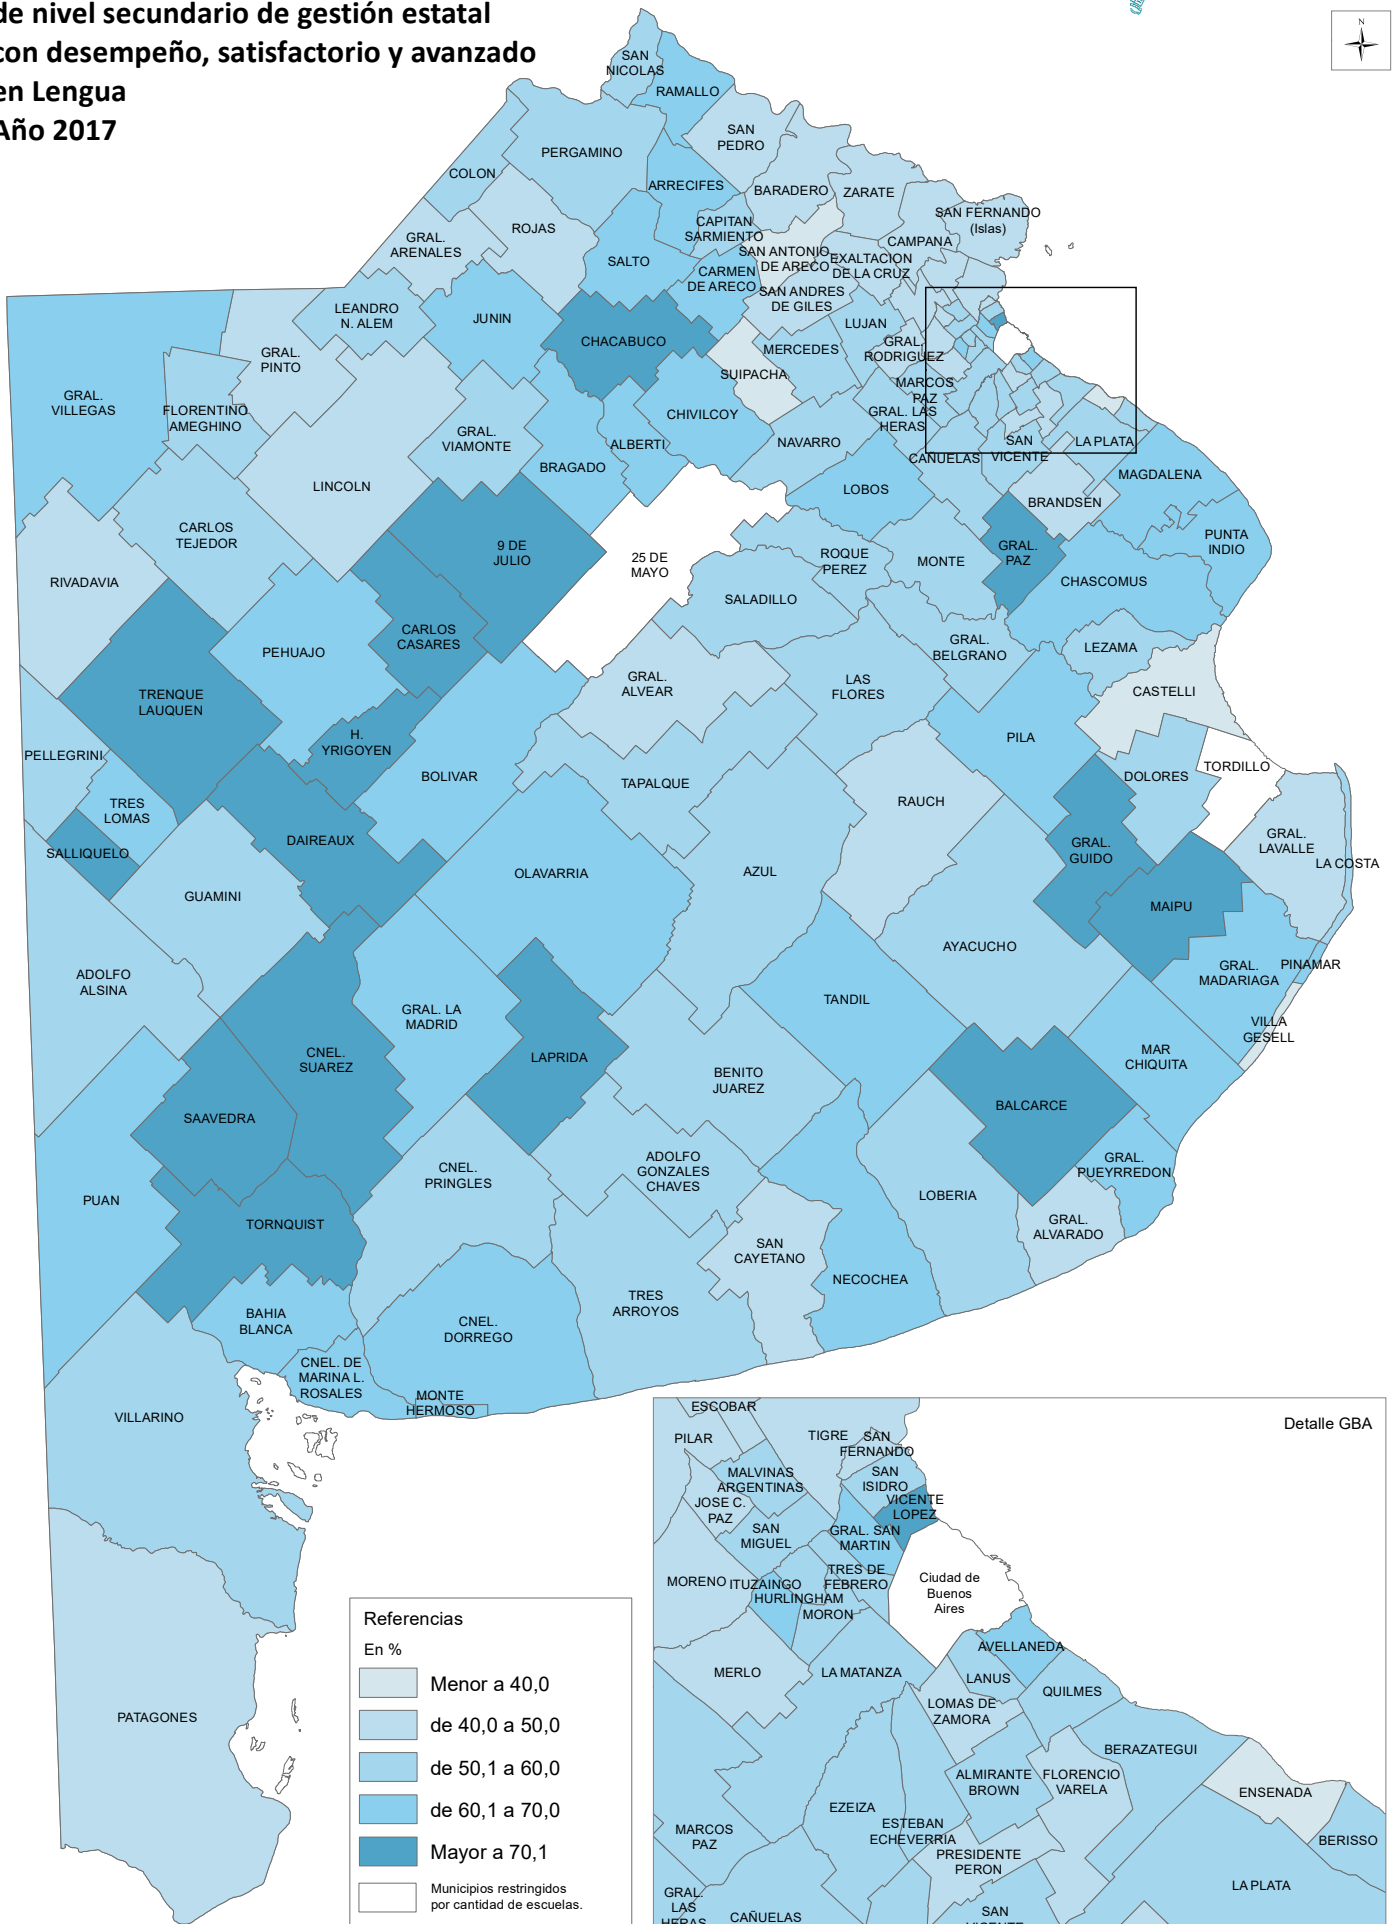 de nivel secundario de gestión estatal
con desempeño, satisfactorio y avanzado
en Lengua
Año 2017
N
SAN
NICOLAS
RAMALLO
SAN
PEDRO
PERGAMINO
COLON
ARRECIFES
BARADERO
ZARATE
SAN FERNANDO
(Islas)
ROJAS
CAPITAN
SARMIENTO
GRAL.
ARENALES
CAMPANA
SAN ANTONIO
DE ARECO
EXALTACION
DE LA CRUZ
SALTO
CARMEN
DE ARECO
SAN ANDRES
DE GILES
LEANDRO
N. ALEM
JUNIN
LUJAN
CHACABUCO
MERCEDES
GRAL.
RODRIGUEZ
GRAL.
PINTO
SUIPACHA
MARCOS
PAZ
GRAL.
VILLEGAS
FLORENTINO
AMEGHINO
CHIVILCOY
GRAL. LAS
HERAS
GRAL.
VIAMONTE
ALBERTI
NAVARRO
SAN
VICENTE
LA PLATA
CAÑUELAS
BRAGADO
MAGDALENA
LINCOLN
LOBOS
BRANDSEN
CARLOS
TEJEDOR
9 DE
JULIO
25 DE
MAYO
ROQUE
PEREZ
MONTE
GRAL.
PAZ
PUNTA
INDIO
RIVADAVIA
CHASCOMUS
SALADILLO
CARLOS
CASARES
PEHUAJO
GRAL.
BELGRANO
LEZAMA
TRENQUE
LAUQUEN
GRAL.
ALVEAR
LAS
FLORES
CASTELLI
H.
YRIGOYEN
PILA
PELLEGRINI
BOLIVAR
TAPALQUE
DOLORES
TORDILLO
TRES
LOMAS
RAUCH
DAIREAUX
GRAL.
GUIDO
GRAL.
LAVALLE
LA COSTA
SALLIQUELO
OLAVARRIA
AZUL
GUAMINI
MAIPU
AYACUCHO
ADOLFO
ALSINA
GRAL.
MADARIAGA
PINAMAR
TANDIL
GRAL. LA
MADRID
VILLA
GESELL
CNEL.
SUAREZ
LAPRIDA
MAR
CHIQUITA
BENITO
JUAREZ
BALCARCE
SAAVEDRA
ADOLFO
GONZALES
CHAVES
GRAL.
PUEYRREDON
CNEL.
PRINGLES
PUAN
LOBERIA
TORNQUIST
GRAL.
ALVARADO
SAN
CAYETANO
NECOCHEA
TRES
ARROYOS
BAHIA
BLANCA
CNEL.
DORREGO
CNEL. DE
MARINA L.
ROSALES
MONTE
HERMOSO
VILLARINO
PATAGONES
Detalle GBA
ESCOBAR
PILAR
TIGRE
SAN
FERNANDO
MALVINAS
ARGENTINAS
SAN
ISIDRO
JOSE C.
PAZ
VICENTE
LOPEZ
SAN
MIGUEL
GRAL. SAN
MARTIN
MORENO
ITUZAINGO
HURLINGHAM
TRES DE
FEBRERO
MORON
Ciudad de
Buenos
Aires
AVELLANEDA
MERLO
LA MATANZA
LANUS
QUILMES
LOMAS DE
ZAMORA
BERAZATEGUI
ALMIRANTE
BROWN
FLORENCIO
VARELA
ENSENADA
EZEIZA
ESTEBAN
ECHEVERRÍA
MARCOS
PAZ
BERISSO
PRESIDENTE
PERON
LA PLATA
GRAL.
LAS
HERAS
CAÑUELAS
SAN
VICENTE
Referencias
En %
Menor a 40,0
de 40,0 a 50,0
de 50,1 a 60,0
de 60,1 a 70,0
Mayor a 70,1
Municipios restringidos
por cantidad de escuelas.